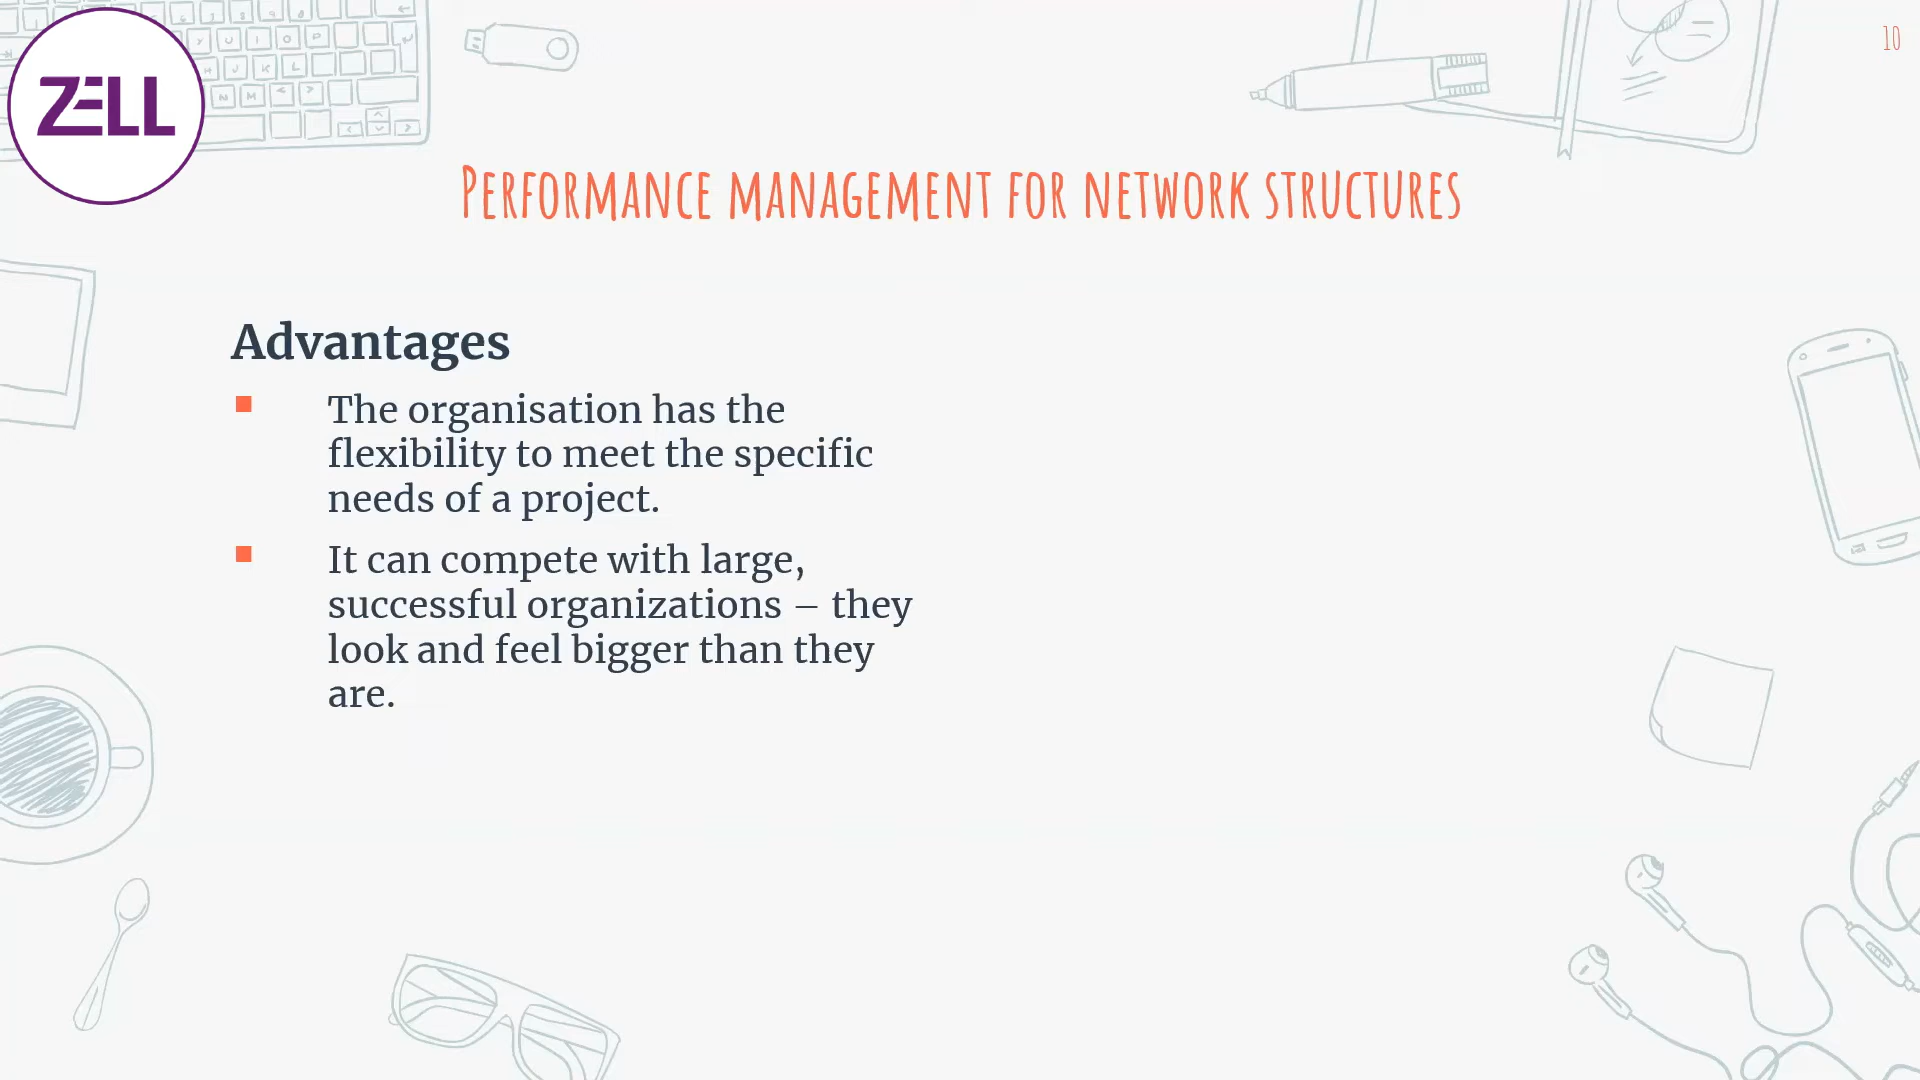 10
ZELL
PERFORMANCE MANAGEMENT FOR NETWORK STRUCTURES
Advantages
The organisation has the
flexibility to meet the specific
needs of a project.
It can compete with large,
successful organizations – they
look and feel bigger than they
are.